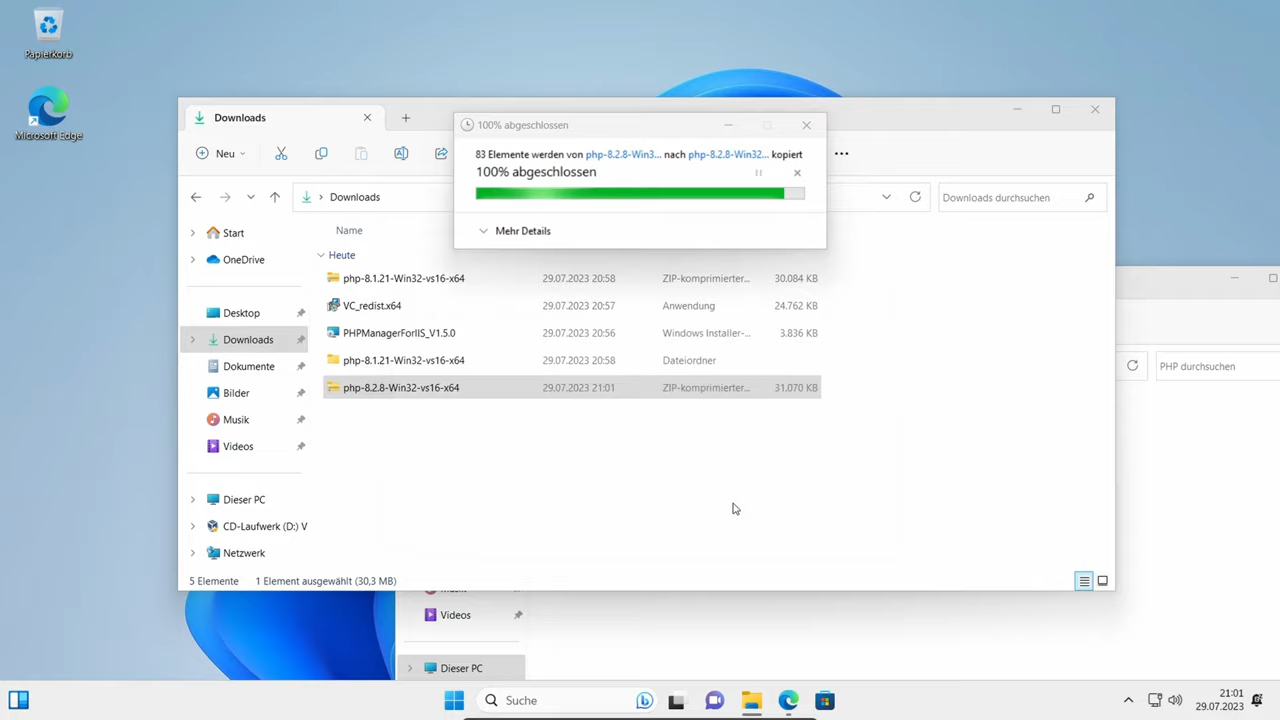 Papierkorb
Microsoft Edge
Downloads
100% abgeschlossen
83 Elemente werden von php-8.2.8-Win3... nach php-8.2.8-Win32... kopiert
100% abgeschlossen
Mehr Details
Neu
Downloads
Downloads durchsuchen
Name
Heute
php-8.1.21-Win32-vs16-x64 29.07.2023 20:58 ZIP-komprimierter... 30.084 KB
VC_redist.x64 29.07.2023 20:57 Anwendung 24.762 KB
PHPManagerForIIS_V1.5.0 29.07.2023 20:56 Windows Installer-... 3.836 KB
php-8.1.21-Win32-vs16-x64 29.07.2023 20:58 Dateiordner
php-8.2.8-Win32-vs16-x64 29.07.2023 21:01 ZIP-komprimierter... 31.070 KB
Start
OneDrive
Desktop
Downloads
Dokumente
Bilder
Musik
Videos
Dieser PC
CD-Laufwerk (D:) V
Netzwerk
5 Elemente 1 Element ausgewählt (30,3 MB)
PHP durchsuchen
Videos
Dieser PC
Suche
21:01
29.07.2023